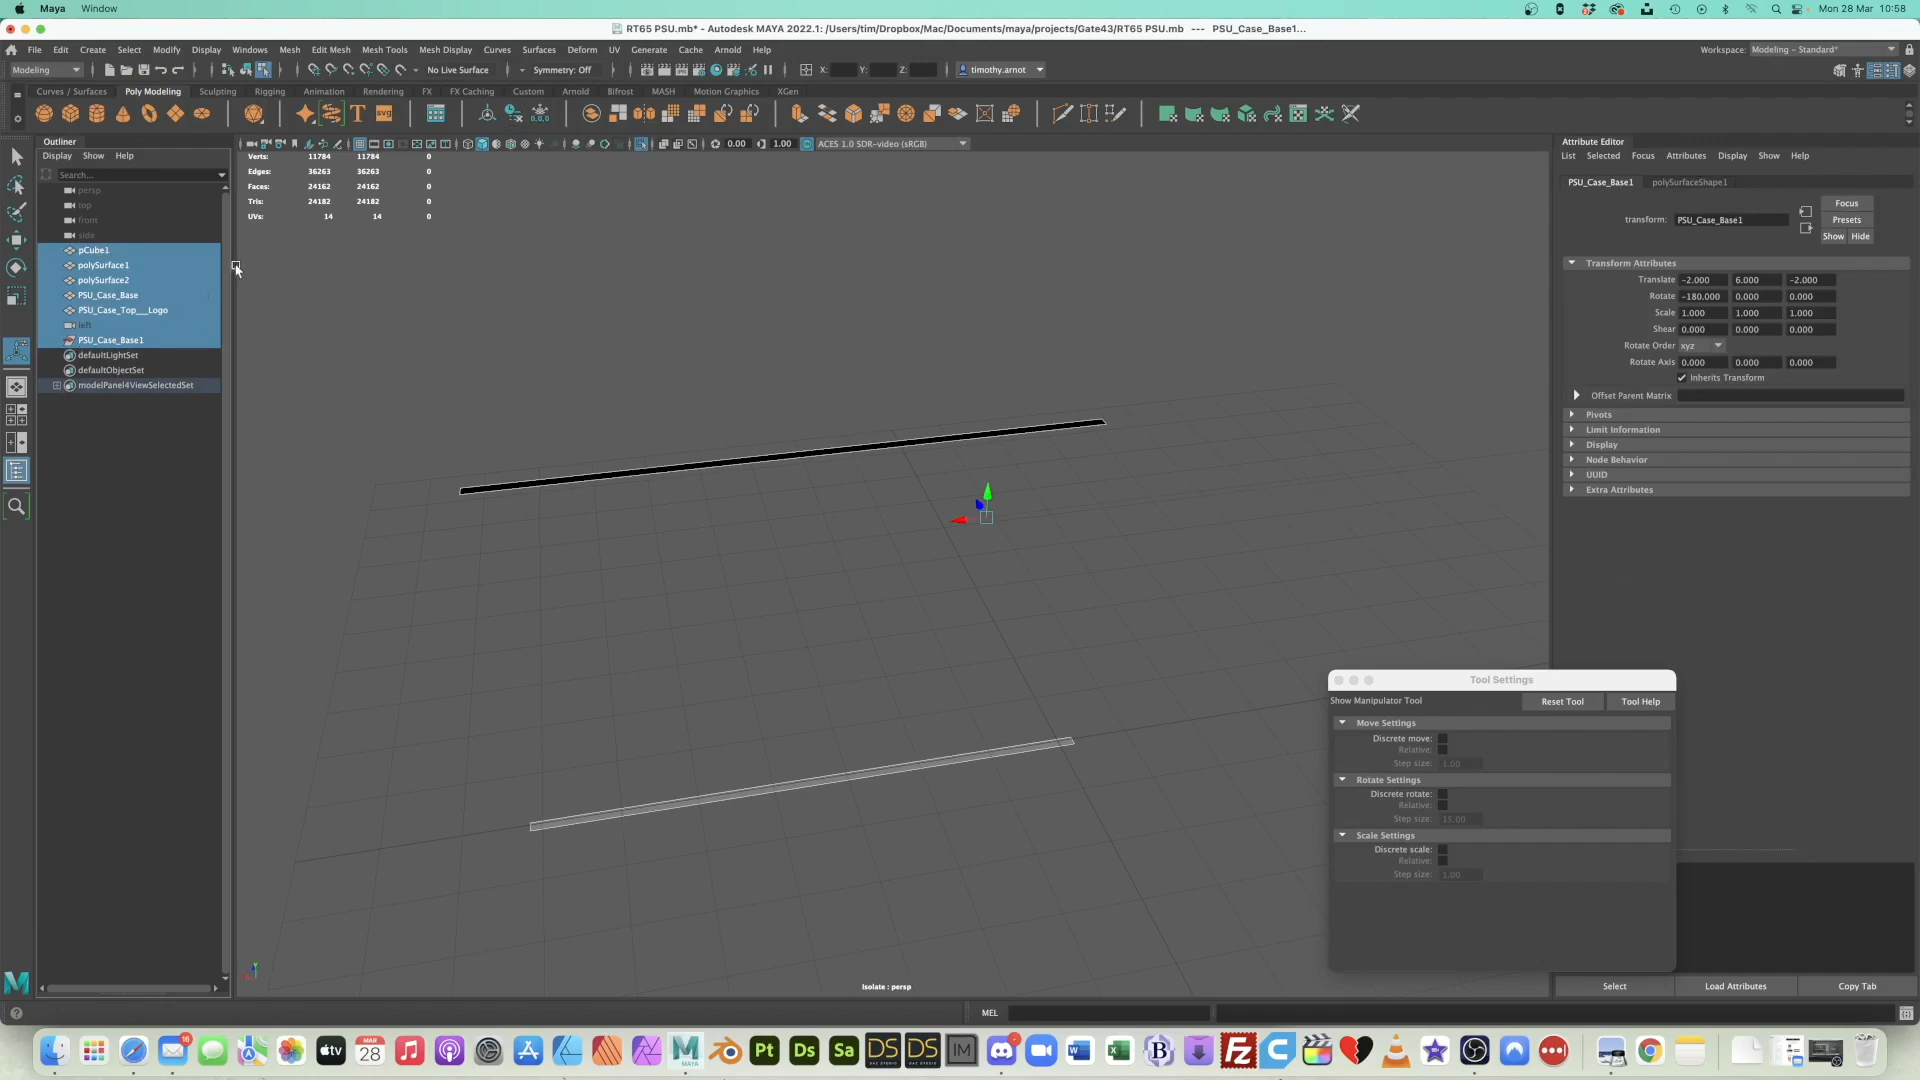 Maya Window Mon 28 Mar 10:58
RT65 PSU.mb* - Autodesk MAYA 2022.1: /Users/tim/Dropbox/Mac/Documents/maya/projects/Gate43/RT65 PSU.mb --- PSU_Case_Base1...
File Edit Create Select Modify Display Windows Mesh Edit Mesh Mesh Tools Mesh Display Curves Surfaces Deform UV Generate Cache Arnold Help Workspace: Modeling - Standard*
Modeling No Live Surface Symmetry: Off X: Y: Z: timothy.arnot
Curves / Surfaces Poly Modeling Sculpting Rigging Animation Rendering FX FX Caching Custom Arnold Bifrost MASH Motion Graphics XGen
Outliner
Display Show Help
Search...
persp
top
front
side
pCube1
polySurface1
polySurface2
PSU_Case_Base
PSU_Case_Top__Logo
left
PSU_Case_Base1
defaultLightSet
defaultObjectSet
modelPanel4ViewSelectedSet
0.00 1.00 ACES 1.0 SDR-video (sRGB)
Verts: 11784 11784 0
Edges: 36263 36263 0
Faces: 24162 24162 0
Tris: 24182 24182 0
UVs: 14 14 0
isolate : persp
Attribute Editor
List Selected Focus Attributes Display Show Help
PSU_Case_Base1 polySurfaceShape1
transform: PSU_Case_Base1
Focus
Presets
Show Hide
Transform Attributes
Translate -2.000 6.000 -2.000
Rotate -180.000 0.000 0.000
Scale 1.000 1.000 1.000
Shear 0.000 0.000 0.000
Rotate Order xyz
Rotate Axis 0.000 0.000 0.000
Inherits Transform
Offset Parent Matrix
Pivots
Limit Information
Display
Node Behavior
UUID
Extra Attributes
Tool Settings
Show Manipulator Tool Reset Tool Tool Help
Move Settings
Discrete move:
Relative:
Step size: 1.00
Rotate Settings
Discrete rotate:
Relative:
Step size: 15.00
Scale Settings
Discrete scale:
Relative:
Step size: 1.00
Select Load Attributes Copy Tab
MEL
16
tv
MAR
28
Pt
Ds
Sa
DS
DS
IM